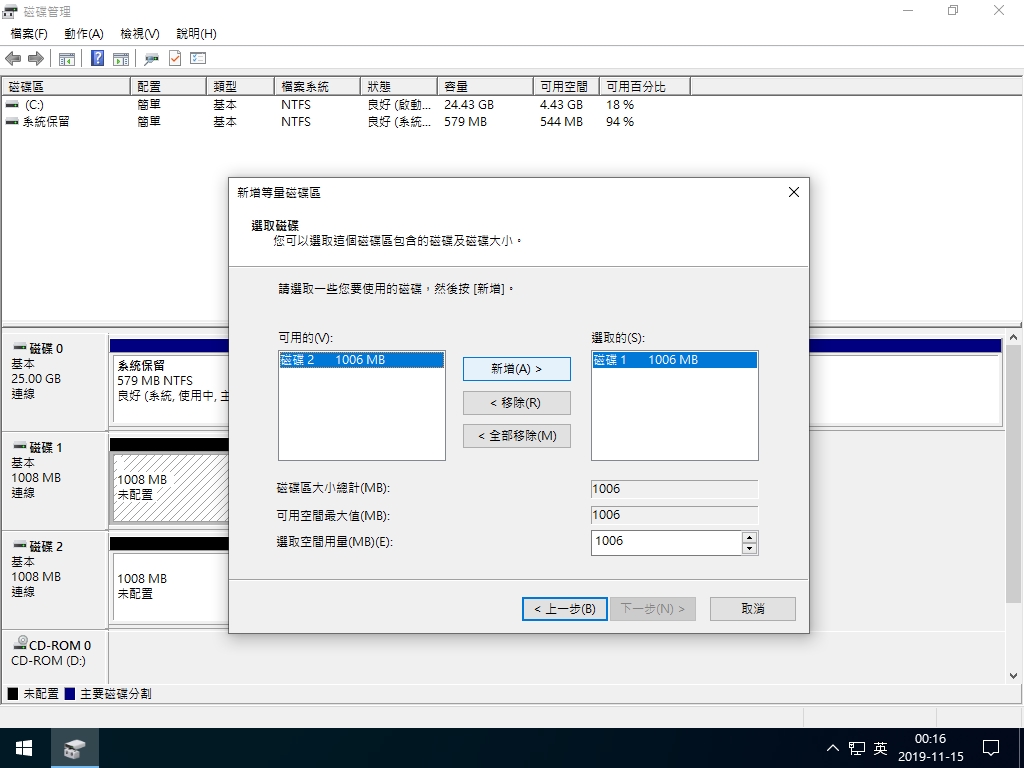 磁碟管理
檔案(F) 動作(A) 檢視(V) 說明(H)
磁碟區 配置 類型 檔案系統 狀態 容量 可用空間 可用百分比
(C:) 簡單 基本 NTFS 良好 (啟動... 24.43 GB 4.43 GB 18 %
系統保留 簡單 基本 NTFS 良好 (系統... 579 MB 544 MB 94 %
新增等量磁碟區
選取磁碟
您可以選取這個磁碟區包含的磁碟及磁碟大小。
請選取一些您要使用的磁碟，然後按 [新增]。
可用的(V): 選取的(S):
磁碟 2 1006 MB
新增(A) >
< 移除(R)
< 全部移除(M)
磁碟 1 1006 MB
磁碟區大小總計(MB): 1006
可用空間最大值(MB): 1006
選取空間用量(MB)(E): 1006
< 上一步(B) 下一步(N) > 取消
磁碟 0
基本
25.00 GB
連線
系統保留
579 MB NTFS
良好 (系統, 使用中, 主
磁碟 1
基本
1008 MB
連線
1008 MB
未配置
磁碟 2
基本
1008 MB
連線
1008 MB
未配置
CD-ROM 0
CD-ROM (D:)
未配置 主要磁碟分割
英
00:16
2019-11-15